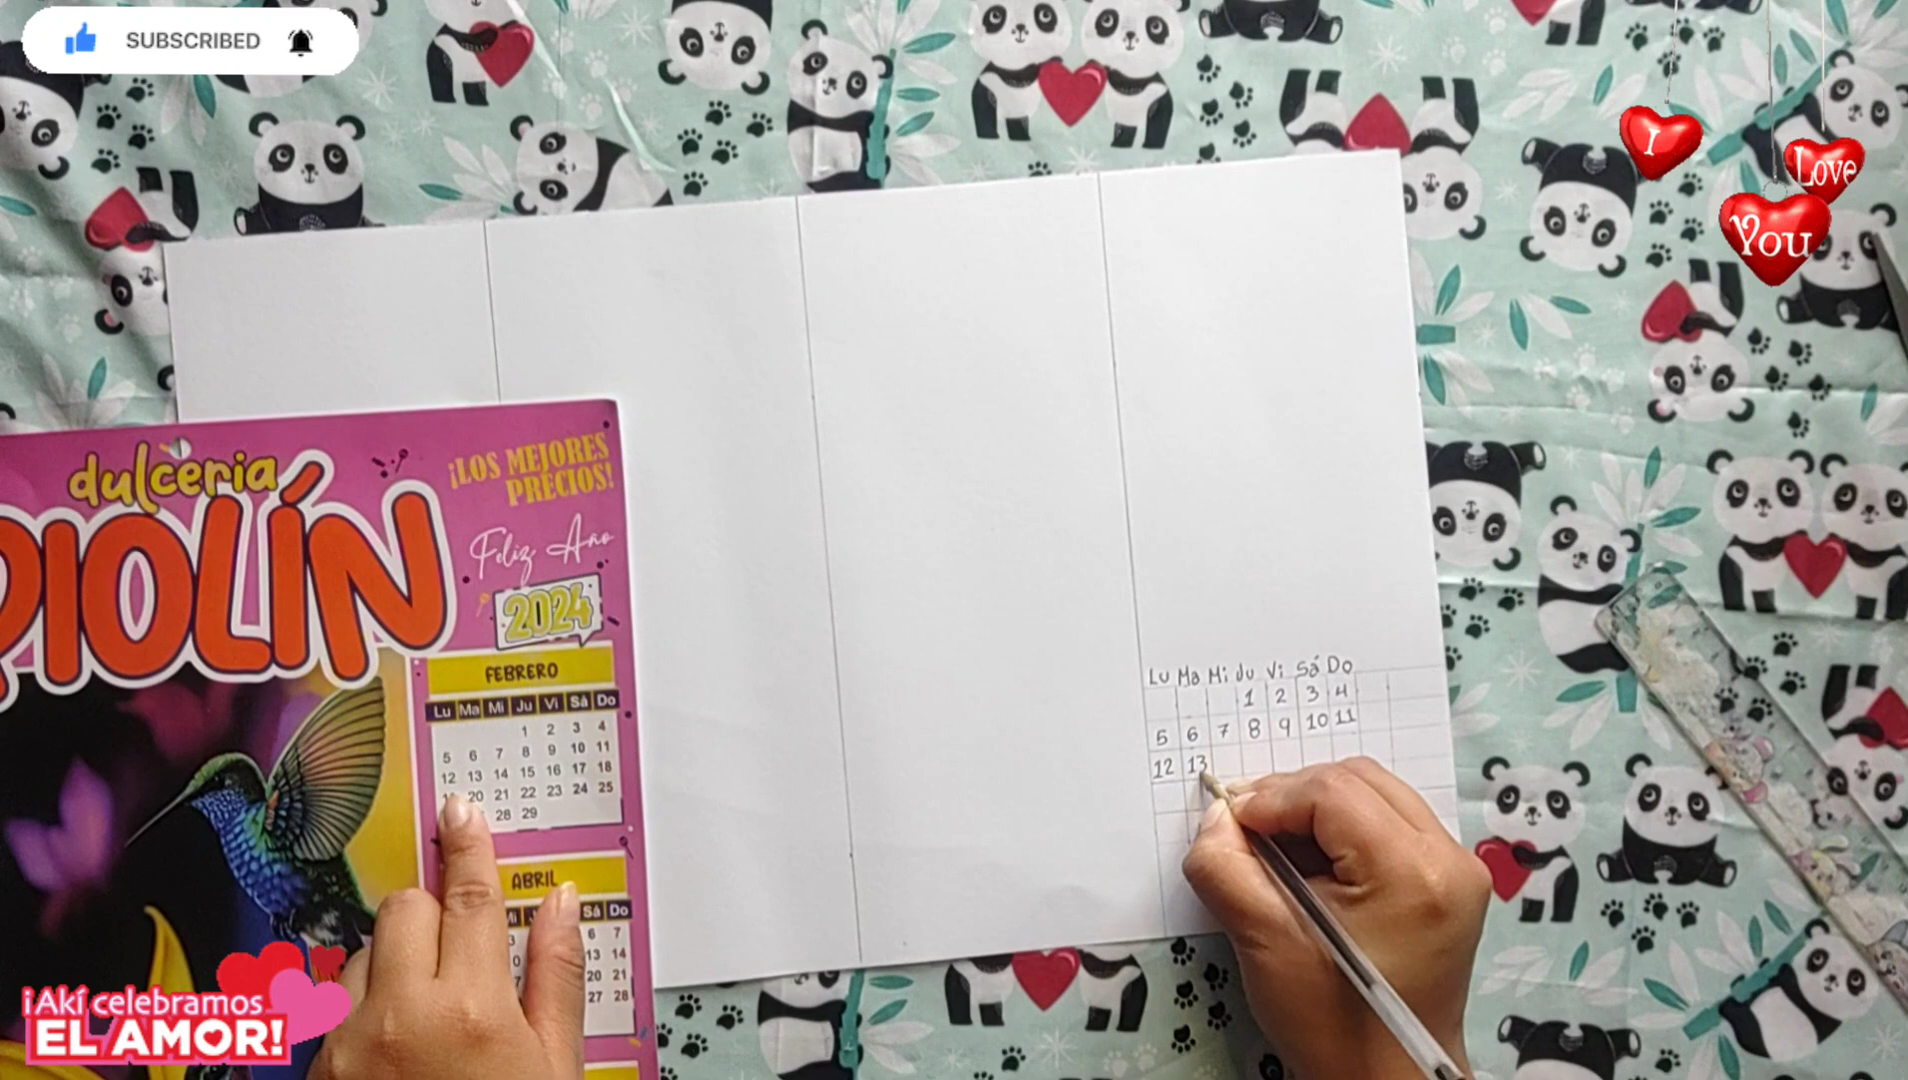 SUBSCRIBED
I
Love
You
dulcería
PIOLÍN
¡LOS MEJORES
PRECIOS!
Feliz Año
2024
FEBRERO
Lu Ma Mi Ju Vi Sá Do
1 2 3 4
5 6 7 8 9 10 11
12 13 14 15 16 17 18
20 21 22 23 24 25
28 29
ABRIL
Mi Sá Do
3 6 7
13 14
20 21
27 28
Lu Ma Mi Ju Vi Sá Do
1 2 3 4
5 6 7 8 9 10 11
12 13
¡Akí celebramos
EL AMOR!